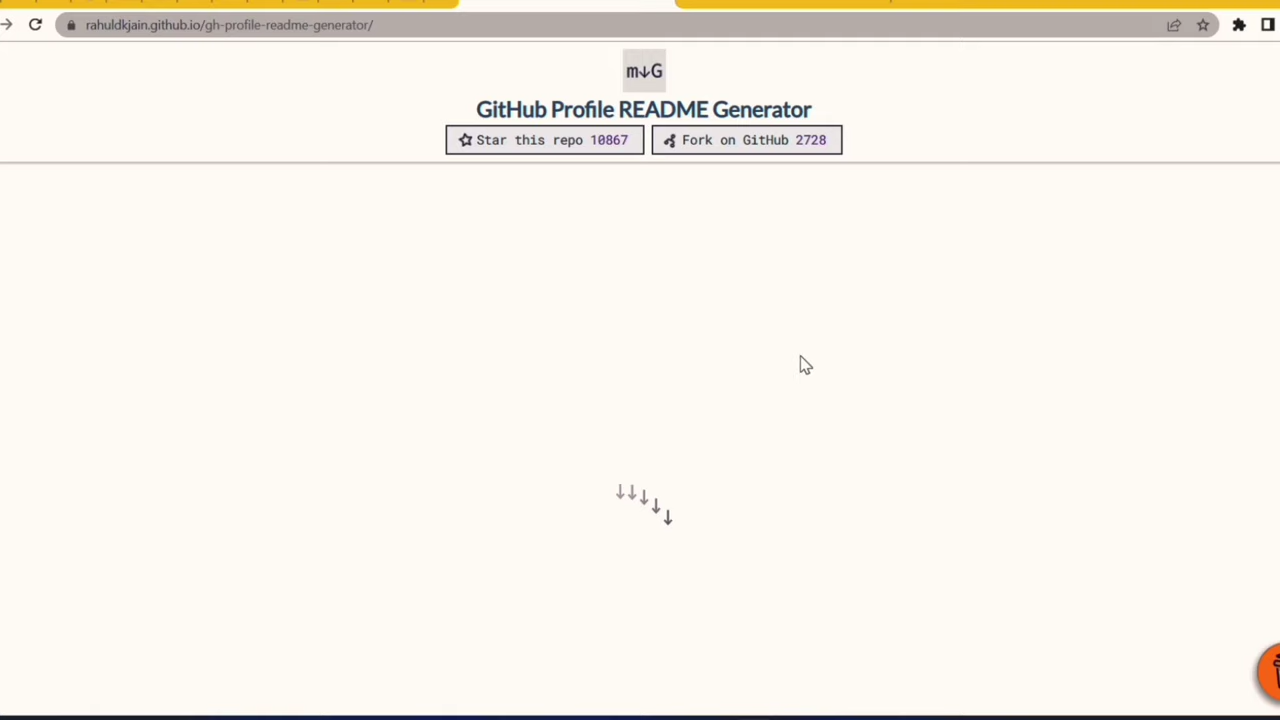 rahuldkjain.github.io/gh-profile-readme-generator/
m↓G
GitHub Profile README Generator
Star this repo 10867
Fork on GitHub 2728